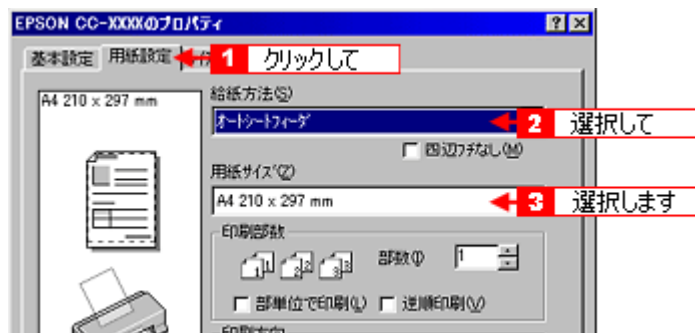 EPSON CC-XXXXのプロパティ
基本設定 用紙設定 1 クリックして
A4 210 x 297 mm
給紙方法(S)
オートシートフィーダ 2 選択して
四辺フチなし(M)
用紙サイズ(Z)
A4 210 x 297 mm 3 選択します
印刷部数
部数(I) 1
部単位で印刷(L) 逆順印刷(V)
印刷方向